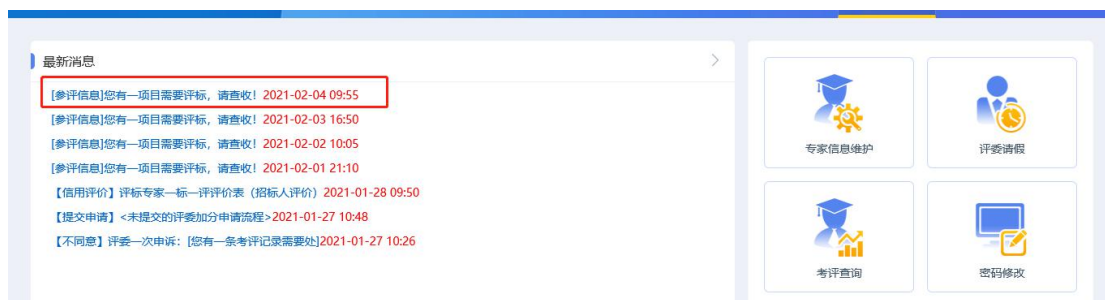 最新消息
[参评信息]您有一项目需要评标，请查收！2021-02-04 09:55
[参评信息]您有一项目需要评标，请查收！2021-02-03 16:50
[参评信息]您有一项目需要评标，请查收！2021-02-02 10:05
[参评信息]您有一项目需要评标，请查收！2021-02-01 21:10
【信用评价】评标专家一标一评评价表（招标人评价）2021-01-28 09:50
【提交申请】<未提交的评委加分申请流程>2021-01-27 10:48
【不同意】评委一次申诉：[您有一条考评记录需要处]2021-01-27 10:26
专家信息维护
评委请假
考评查询
密码修改